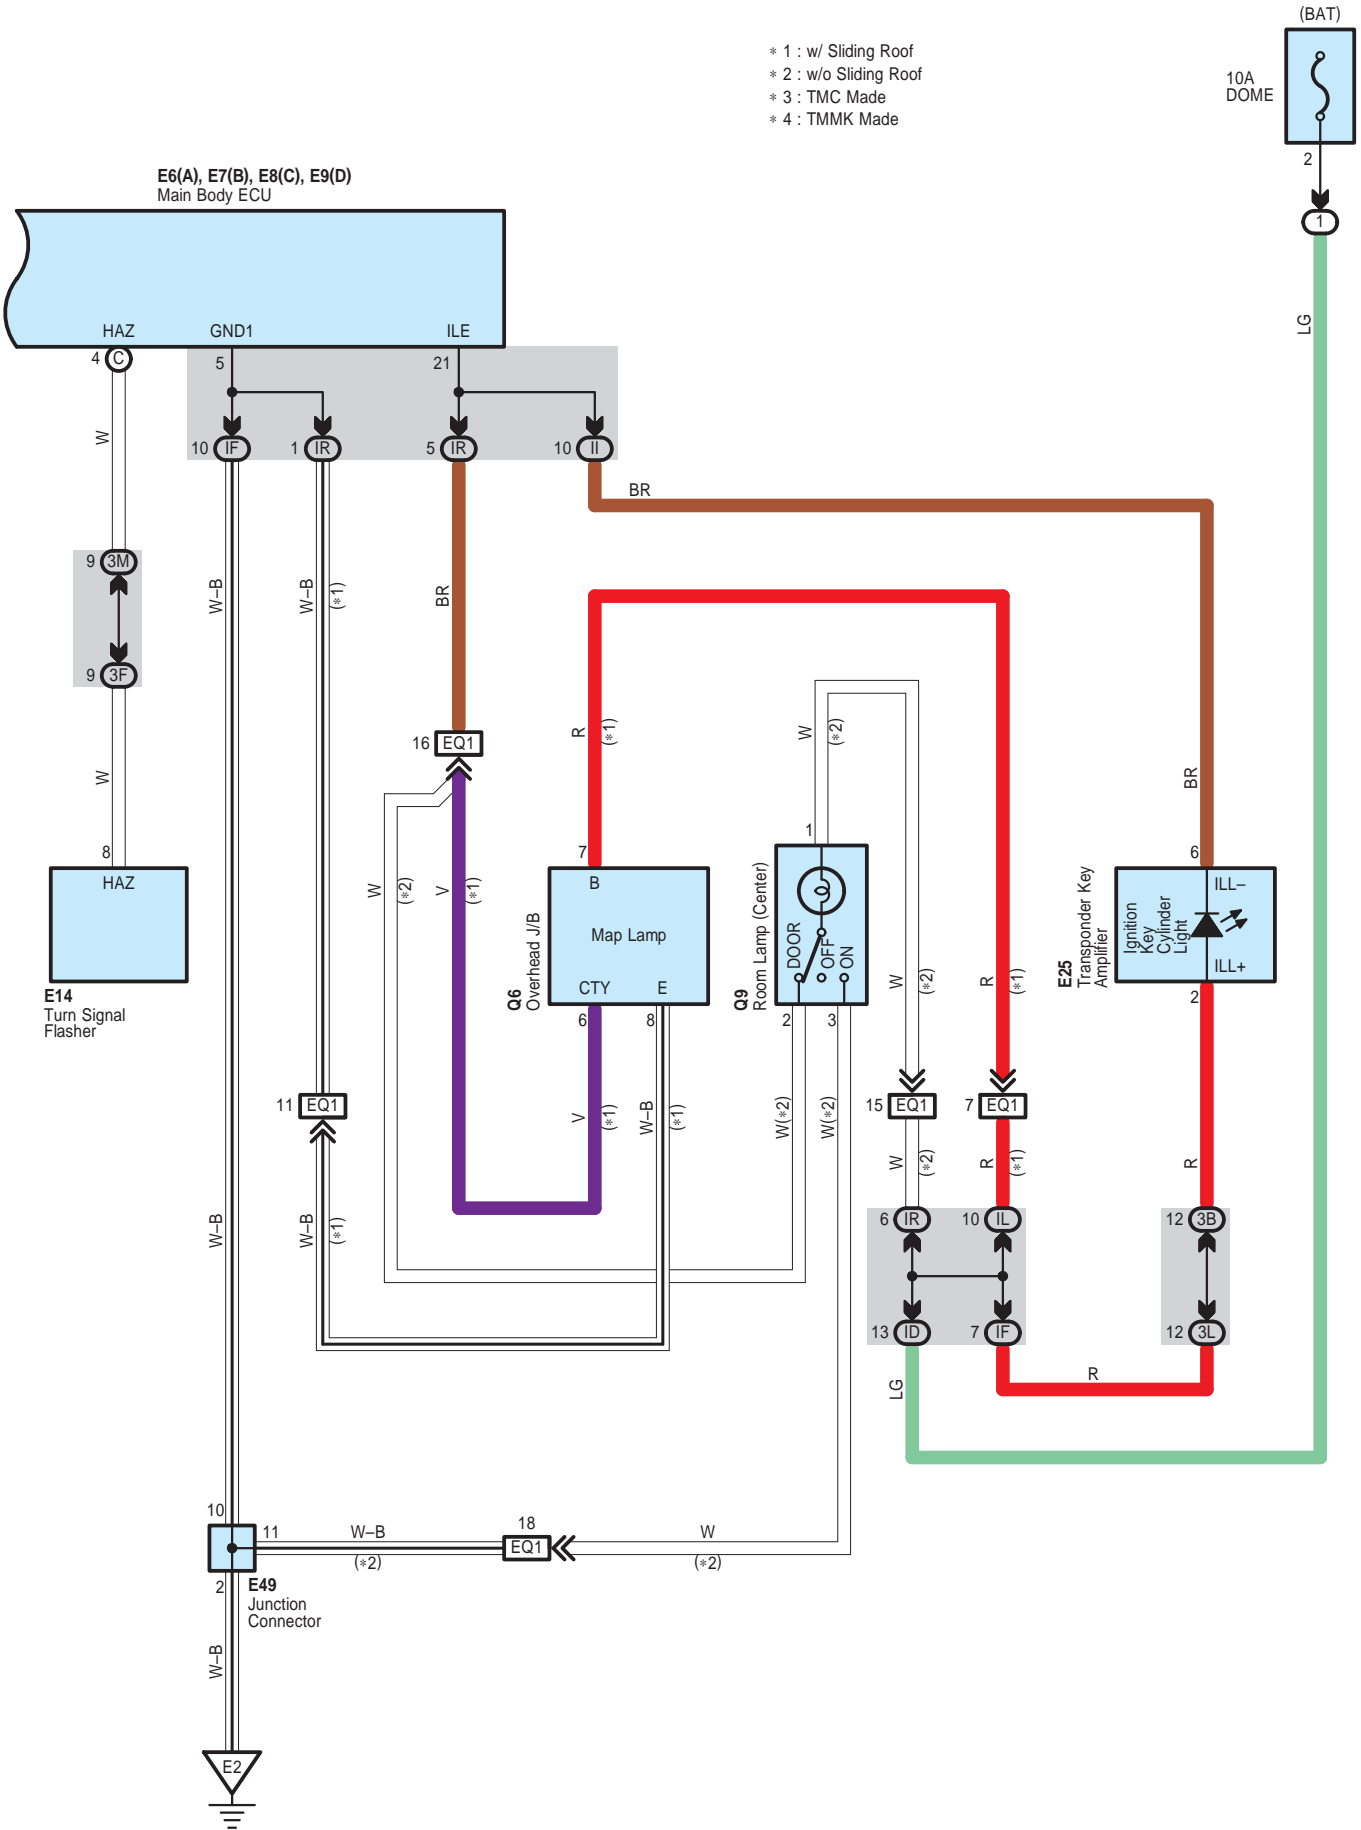 (BAT)
∗ 1 : w/ Sliding Roof
∗ 2 : w/o Sliding Roof
∗ 3 : TMC Made
∗ 4 : TMMK Made
10A
DOME
2
1
E6(A), E7(B), E8(C), E9(D)
Main Body ECU
HAZ
GND1
ILE
4
C
5
21
LG
W
10
IF
1
IR
5
IR
10
II
BR
9
3M
W–B
W–B
(∗1)
BR
9
3F
R
(∗1)
W
(∗2)
16
EQ1
W
BR
8
HAZ
W
(∗2)
V
(∗1)
7
B
Map Lamp
CTY
E
6
8
Q6
Overhead J/B
1
DOOR
OFF
ON
2
3
Q9
Room Lamp (Center)
W
(∗2)
R
(∗1)
6
ILL–
Ignition
Key
Cylinder
Light
ILL+
2
E25
Transponder Key
Amplifier
E14
Turn Signal
Flasher
11
EQ1
V
(∗1)
W–B
(∗1)
W(∗2)
W(∗2)
15
EQ1
7
EQ1
W
(∗2)
R
(∗1)
R
W–B
W–B
(∗1)
6
IR
10
IL
12
3B
13
ID
7
IF
12
3L
LG
R
10
11
W–B
(∗2)
18
EQ1
W
(∗2)
2
E49
Junction
Connector
W–B
E2